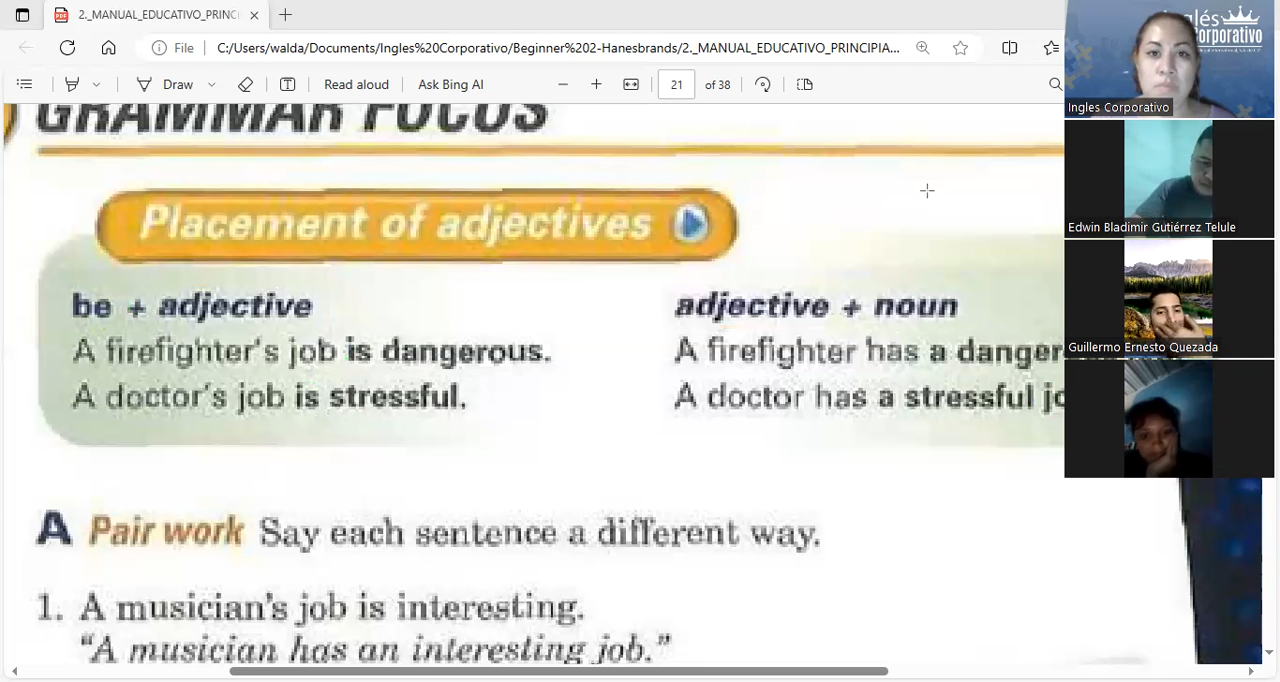 2._MANUAL_EDUCATIVO_PRINCI
File
C:/Users/walda/Documents/Ingles%20Corporativo/Beginner%202-Hanesbrands/2._MANUAL_EDUCATIVO_PRINCIPIA...
Draw
Read aloud
Ask Bing AI
21
of 38
GRAMMAR FOCUS
Placement of adjectives
be + adjective
A firefighter's job is dangerous.
A doctor's job is stressful.
adjective + noun
A firefighter has a danger
A doctor has a stressful jo
A Pair work Say each sentence a different way.
1. A musician's job is interesting.
"A musician has an interesting job."
Inglés
Corporativo
Ingles Corporativo
Edwin Bladimir Gutiérrez Telule
Guillermo Ernesto Quezada